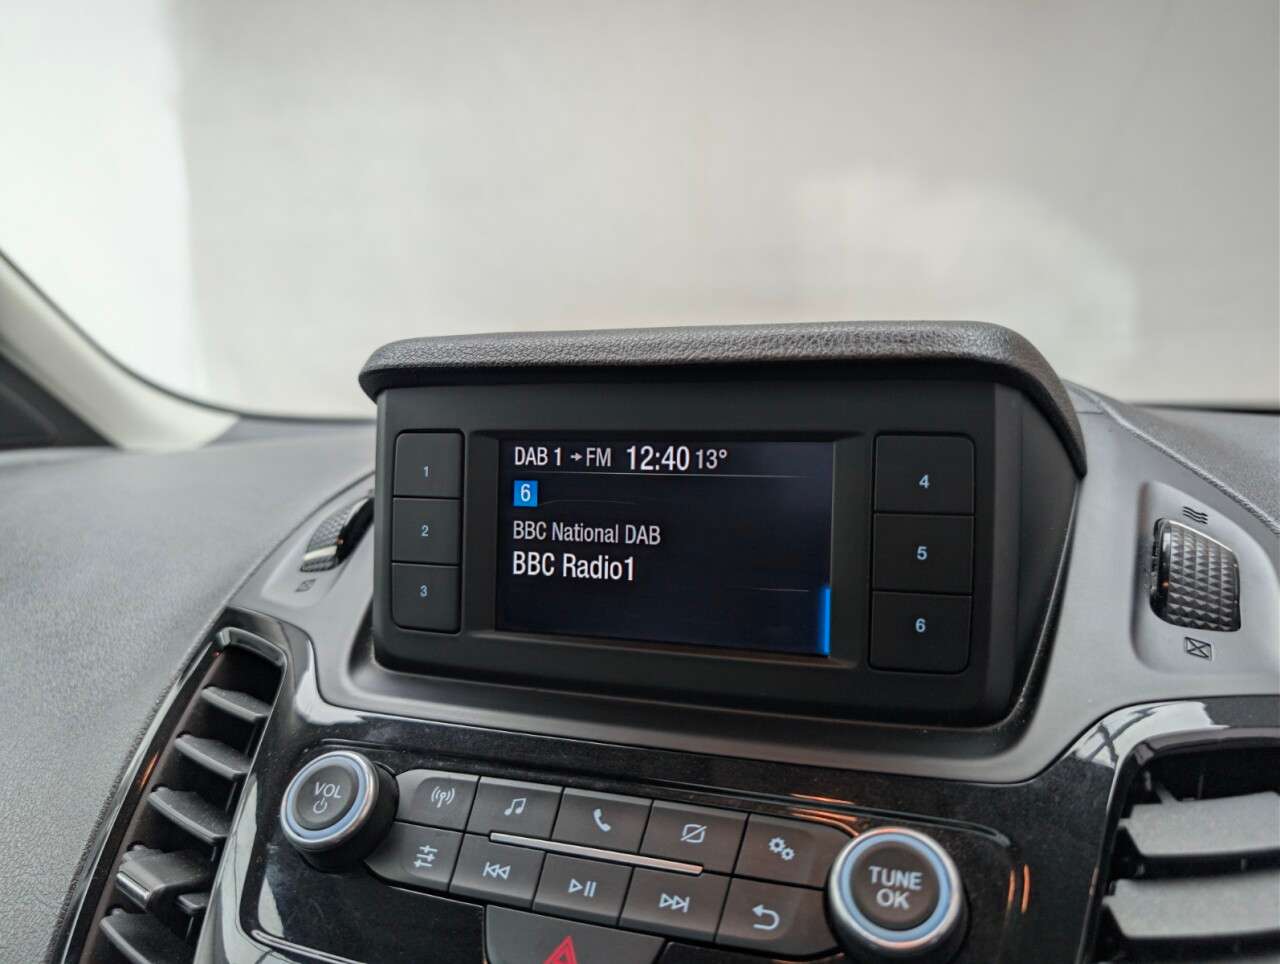 DAB 1 → FM 12:40 13°
6
BBC National DAB
BBC Radio1
1
2
3
4
5
6
VOL
TUNE
OK